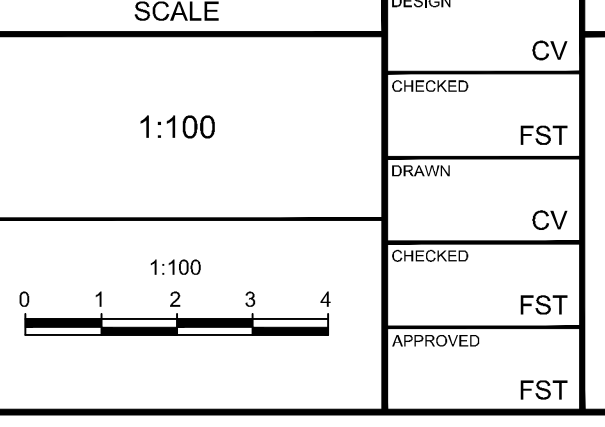 SCALE
1:100
1:100
0 1 2 3 4
DESIGN
CV
CHECKED
FST
DRAWN
CV
CHECKED
FST
APPROVED
FST